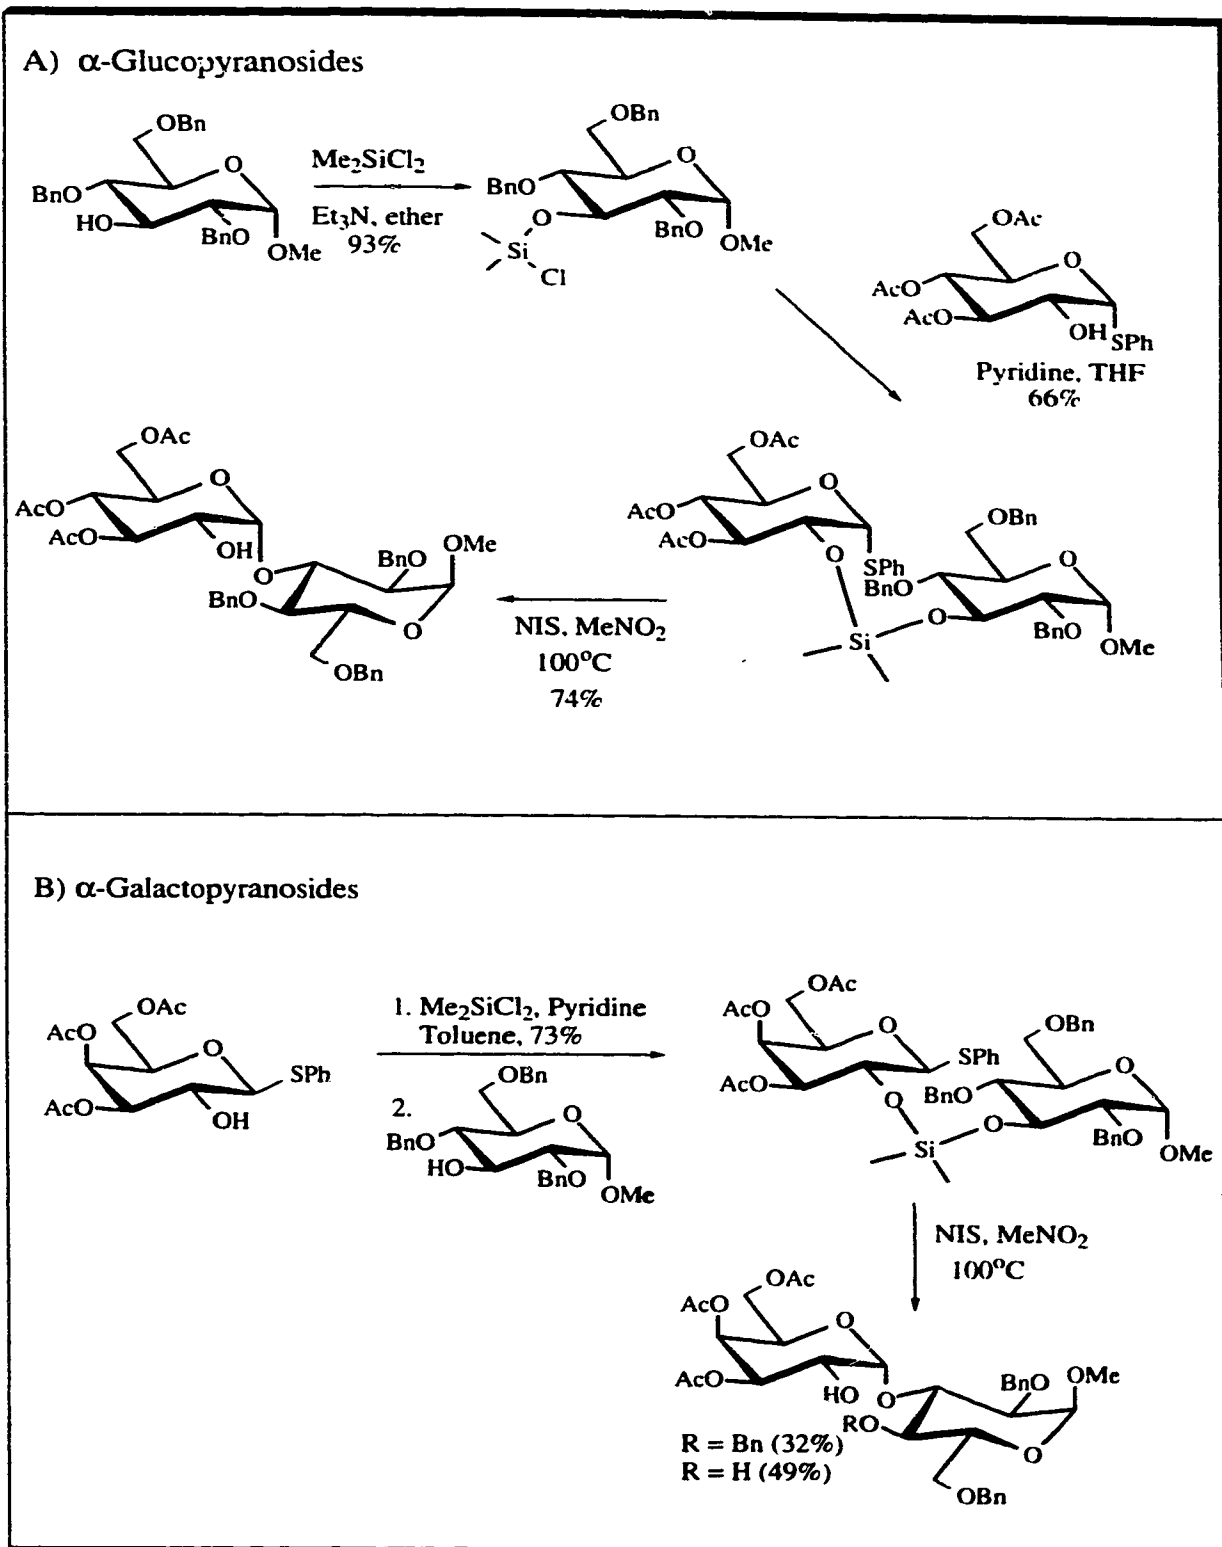 A) α-Glucopyranosides
OBn
O
BnO
HO
BnO
OMe
Me₂SiCl₂
Et₃N, ether
93%
OBn
O
BnO
O
BnO
OMe
Si
Cl
OAc
O
AcO
AcO
OH
SPh
Pyridine, THF
66%
OAc
O
AcO
AcO
OH
O
BnO
OMe
BnO
O
OBn
NIS, MeNO₂
100°C
74%
OAc
O
AcO
AcO
O
SPh
OBn
O
BnO
O
BnO
OMe
Si
B) α-Galactopyranosides
OAc
AcO
O
SPh
AcO
OH
1. Me₂SiCl₂, Pyridine
Toluene, 73%
2.
OBn
O
BnO
HO
BnO
OMe
OAc
AcO
O
SPh
AcO
O
OBn
O
BnO
O
BnO
OMe
Si
NIS, MeNO₂
100°C
OAc
AcO
O
AcO
HO
O
BnO
OMe
RO
O
OBn
R = Bn (32%)
R = H (49%)